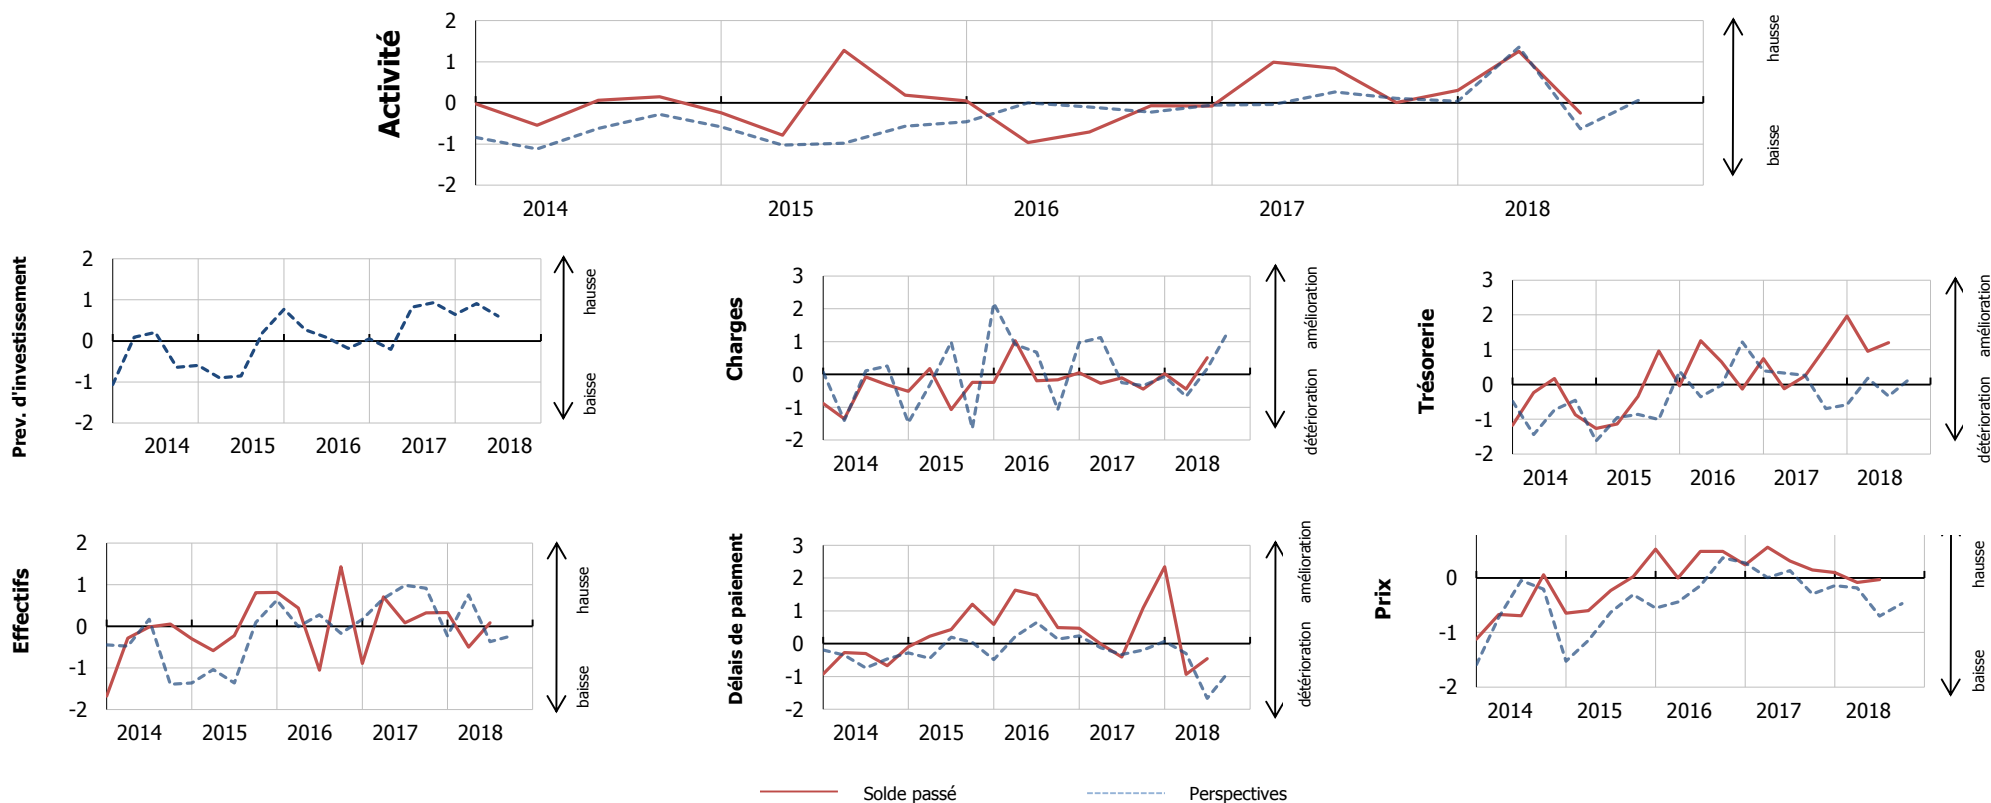 Activité
2
1
0
-1
-2
2014 2015 2016 2017 2018
hausse
baisse
Prev. d'investissement
2
1
0
-1
-2
2014 2015 2016 2017 2018
hausse
baisse
Charges
3
2
1
0
-1
-2
2014 2015 2016 2017 2018
amélioration
détérioration
Trésorerie
3
2
1
0
-1
-2
2014 2015 2016 2017 2018
amélioration
détérioration
Effectifs
2
1
0
-1
-2
2014 2015 2016 2017 2018
hausse
baisse
Délais de paiement
3
2
1
0
-1
-2
2014 2015 2016 2017 2018
amélioration
détérioration
Prix
0
-1
-2
2014 2015 2016 2017 2018
hausse
baisse
Solde passé Perspectives